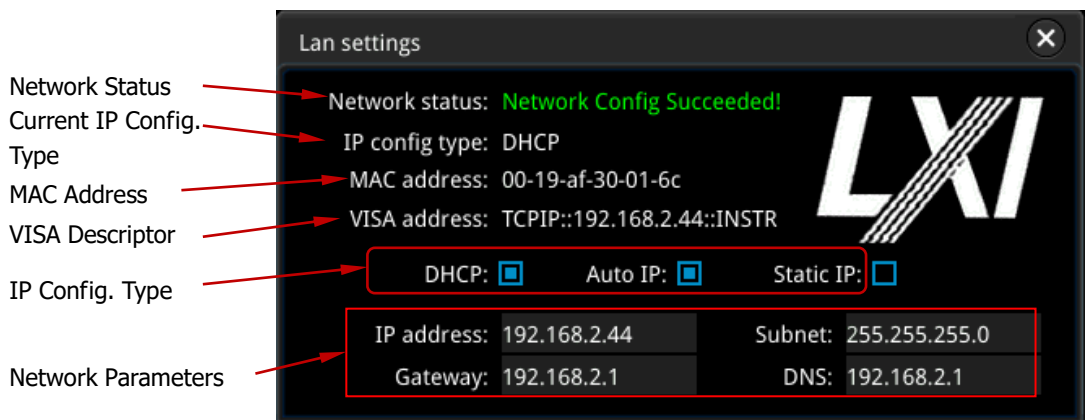 Lan settings
Network Status
Current IP Config.
Type
MAC Address
VISA Descriptor
IP Config. Type
Network Parameters
Network status: Network Config Succeeded!
IP config type: DHCP
MAC address: 00-19-af-30-01-6c
VISA address: TCPIP::192.168.2.44::INSTR
LXI
DHCP: Auto IP: Static IP:
IP address: 192.168.2.44 Subnet: 255.255.255.0
Gateway: 192.168.2.1 DNS: 192.168.2.1